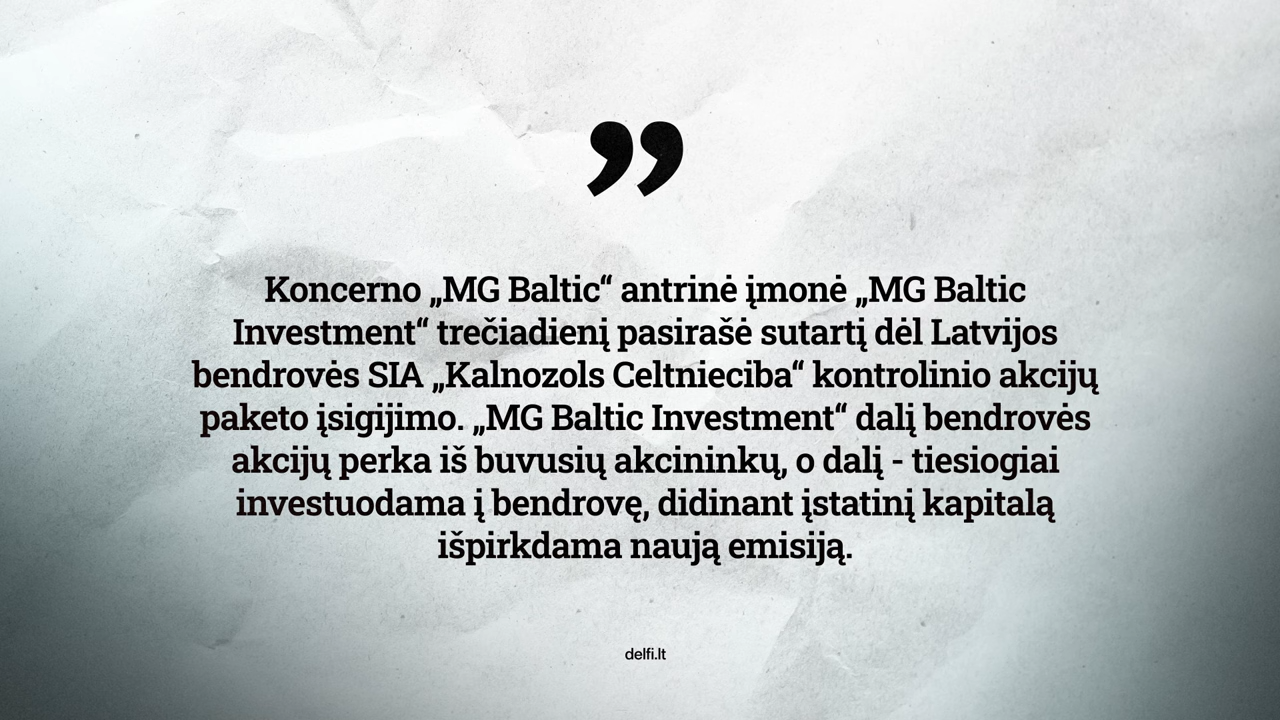 ”
Koncerno „MG Baltic“ antrinė įmonė „MG Baltic
Investment“ trečiadienį pasirašė sutartį dėl Latvijos
bendrovės SIA „Kalnozols Celtnieciba“ kontrolinio akcijų
paketo įsigijimo. „MG Baltic Investment“ dalį bendrovės
akcijų perka iš buvusių akcininkų, o dalį - tiesiogiai
investuodama į bendrovę, didinant įstatinį kapitalą
išpirkdama naują emisiją.
delfi.lt